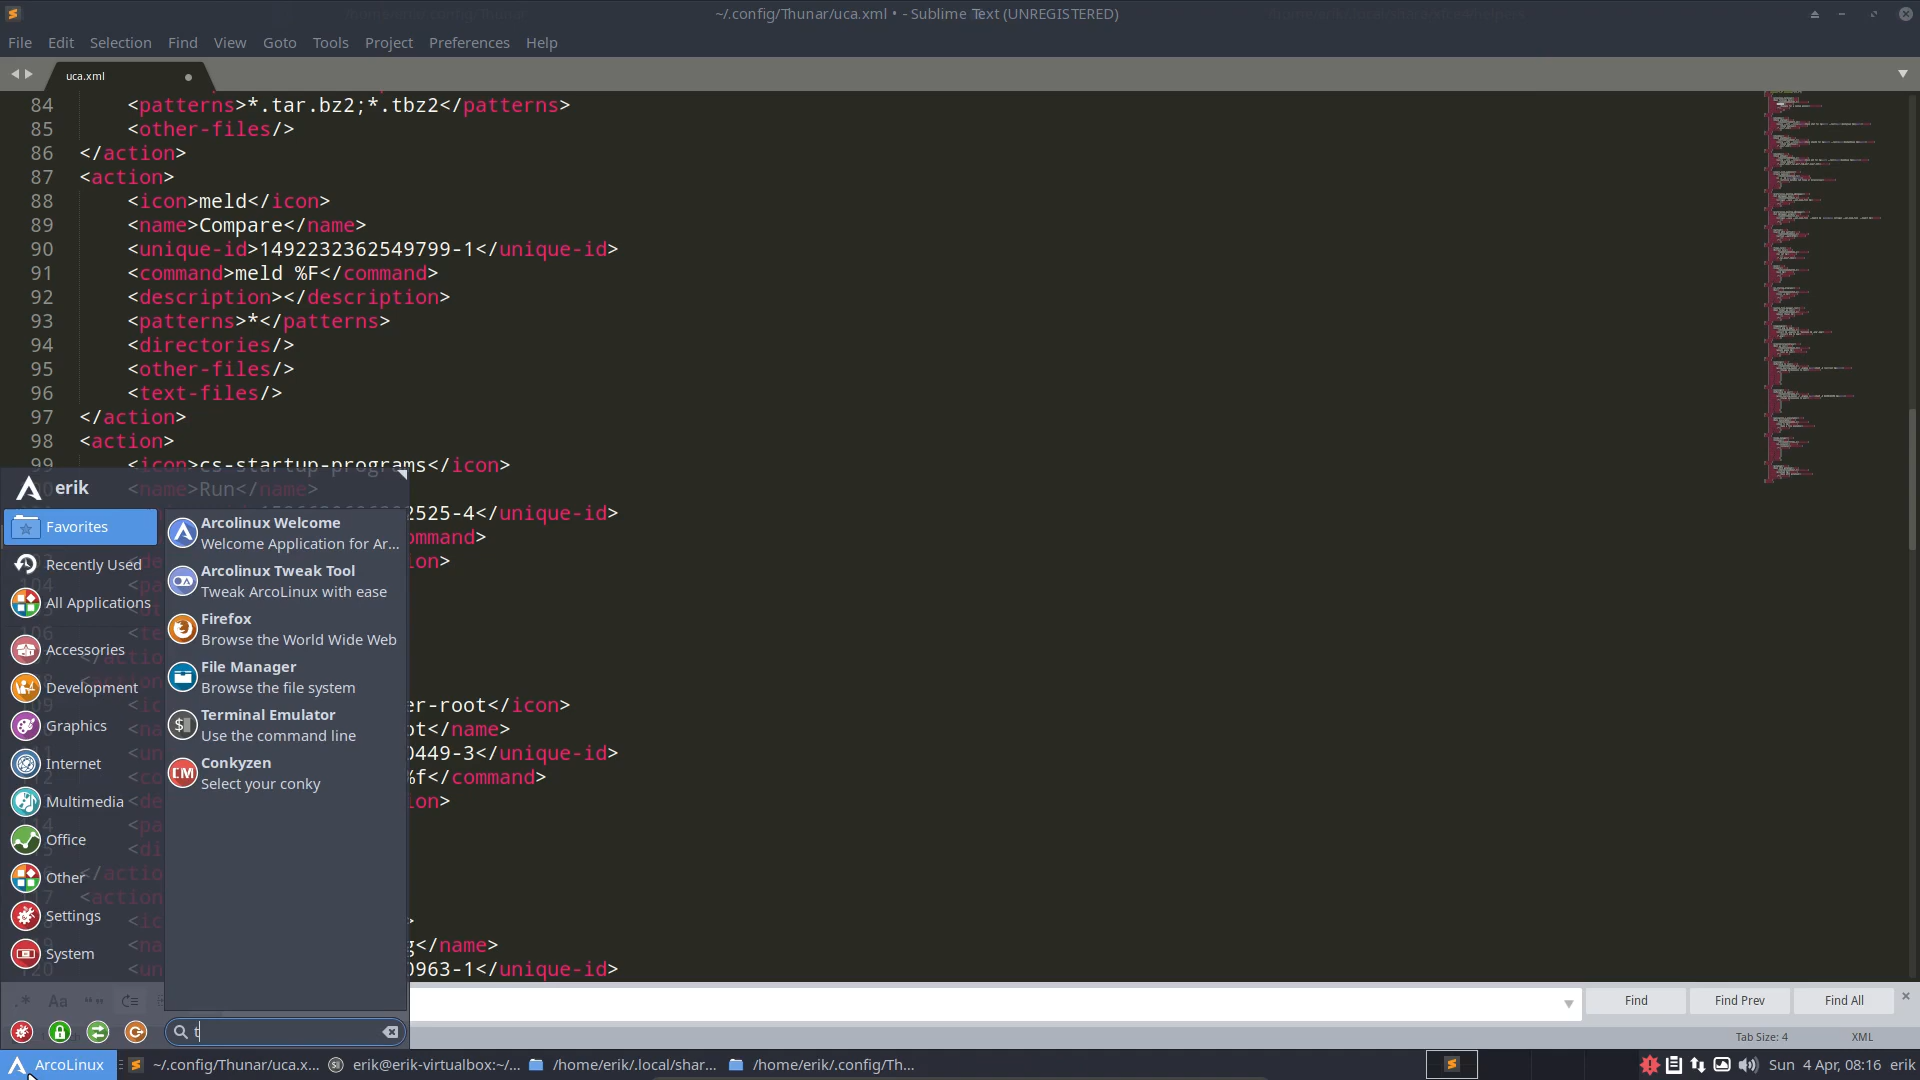 ~/.config/Thunar/uca.xml • - Sublime Text (UNREGISTERED)
File Edit Selection Find View Goto Tools Project Preferences Help
uca.xml
84 <patterns>*.tar.bz2;*.tbz2</patterns>
85 <other-files/>
86 </action>
87 <action>
88 <icon>meld</icon>
89 <name>Compare</name>
90 <unique-id>1492232362549799-1</unique-id>
91 <command>meld %F</command>
92 <description></description>
93 <patterns>*</patterns>
94 <directories/>
95 <other-files/>
96 <text-files/>
97 </action>
98 <action>
99 <icon>cs-startup-programs</icon>
<name>Run</name>
2525-4</unique-id>
ommand>
ion>
er-root</icon>
ot</name>
0449-3</unique-id>
%f</command>
ion>
>
g</name>
0963-1</unique-id>
erik
Favorites
Recently Used
All Applications
Accessories
Development
Graphics
Internet
Multimedia
Office
Other
Settings
System
Arcolinux Welcome
Welcome Application for Ar...
Arcolinux Tweak Tool
Tweak ArcoLinux with ease
Firefox
Browse the World Wide Web
File Manager
Browse the file system
Terminal Emulator
Use the command line
Conkyzen
Select your conky
t
Find Find Prev Find All
Tab Size: 4 XML
ArcoLinux ~/.config/Thunar/uca.x... erik@erik-virtualbox:~/... /home/erik/.local/shar... /home/erik/.config/Th... Sun 4 Apr, 08:16 erik